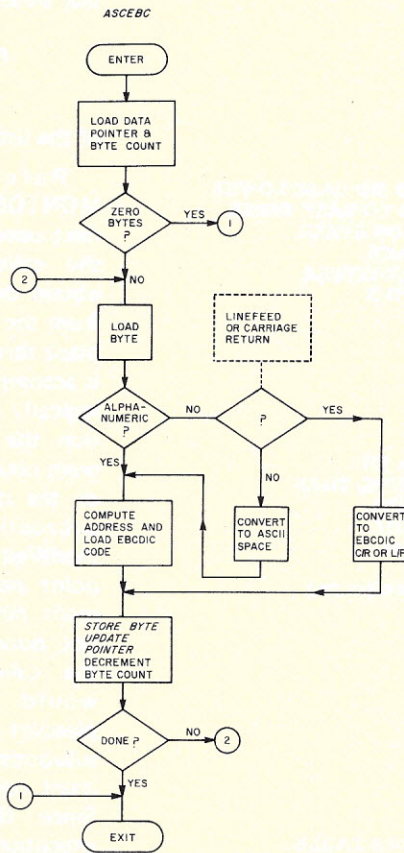 ASCEBC
ENTER
LOAD DATA
POINTER &
BYTE COUNT
ZERO
BYTES
?
YES
1
2
NO
LOAD
BYTE
LINEFEED
OR CARRIAGE
RETURN
ALPHA-
NUMERIC
?
NO
?
YES
YES
NO
COMPUTE
ADDRESS AND
LOAD EBCDIC
CODE
CONVERT
TO ASCII
SPACE
CONVERT
TO
EBCDIC
C/R OR L/F
STORE BYTE
UPDATE
POINTER
DECREMENT
BYTE COUNT
DONE?
NO
2
YES
1
EXIT